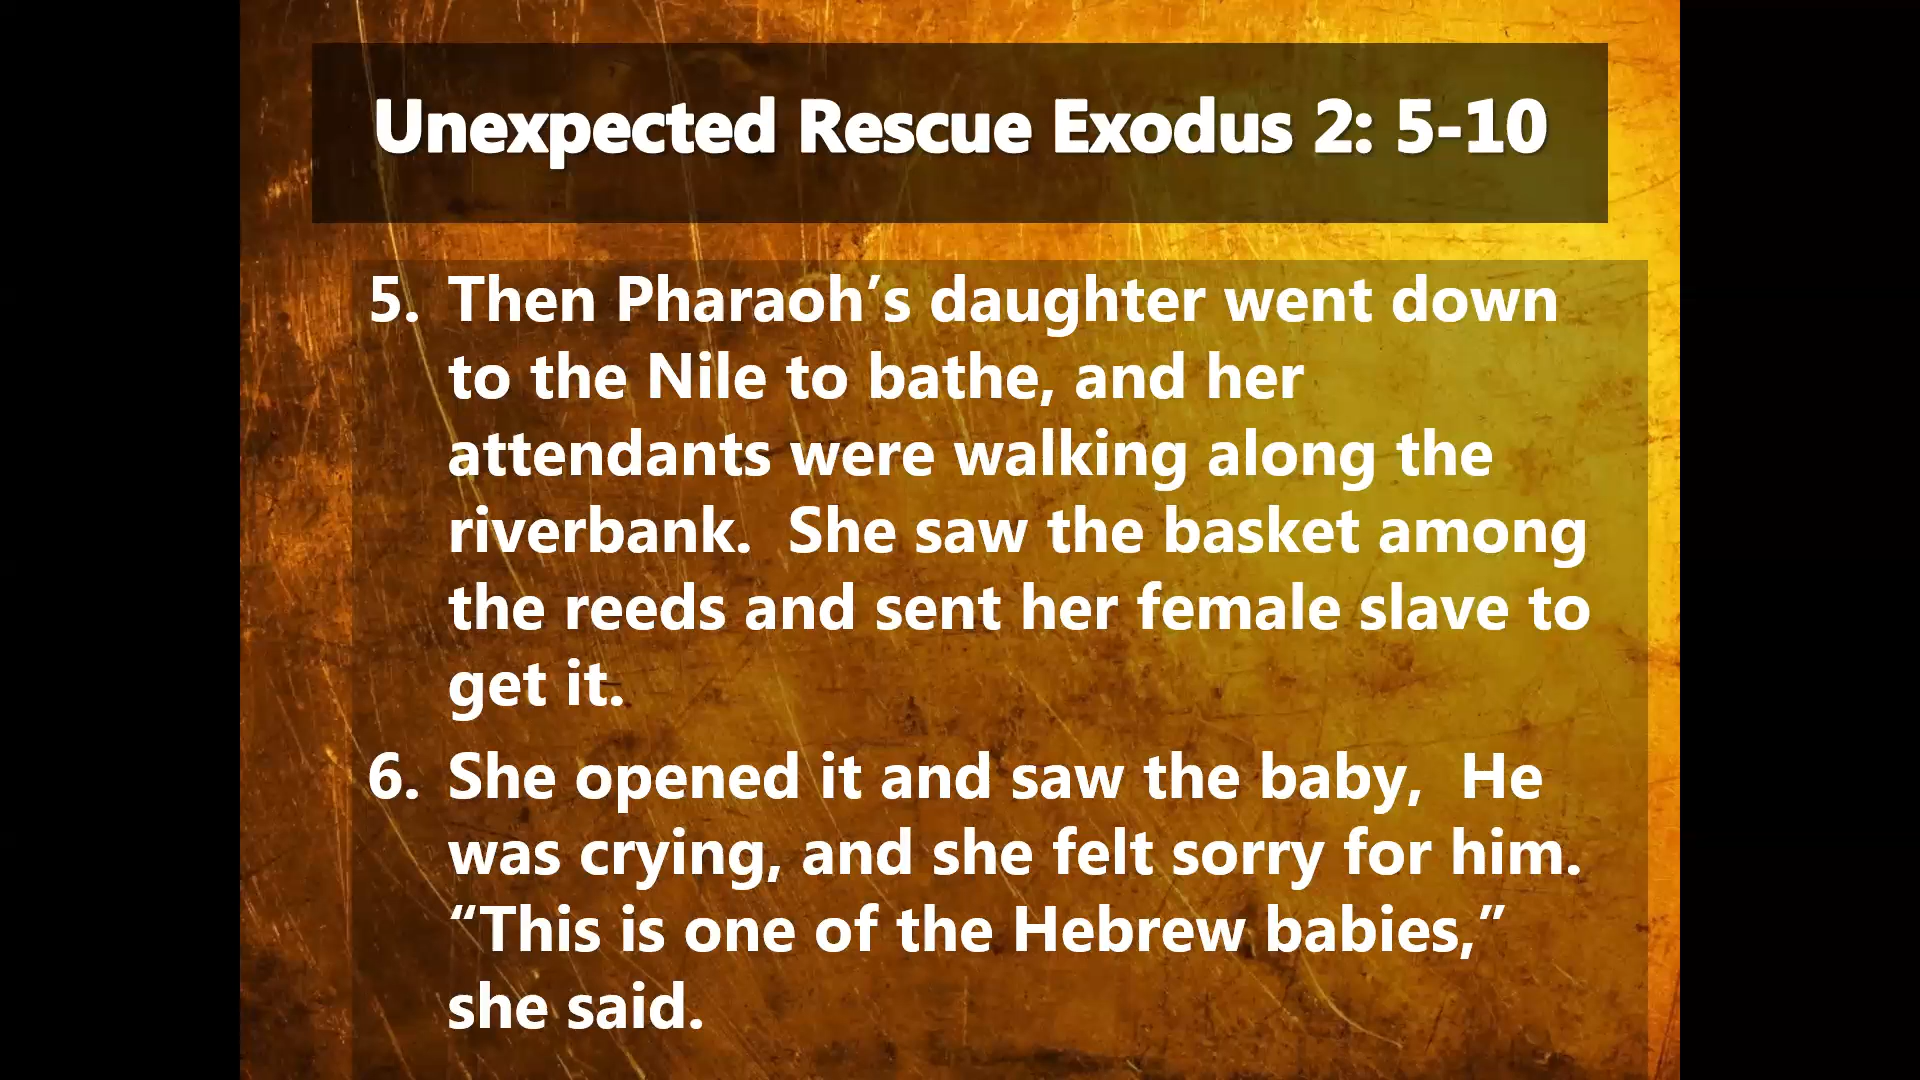 Unexpected Rescue Exodus 2: 5-10
5. Then Pharaoh’s daughter went down
to the Nile to bathe, and her
attendants were walking along the
riverbank.  She saw the basket among
the reeds and sent her female slave to
get it.
6. She opened it and saw the baby,  He
was crying, and she felt sorry for him.
“This is one of the Hebrew babies,”
she said.